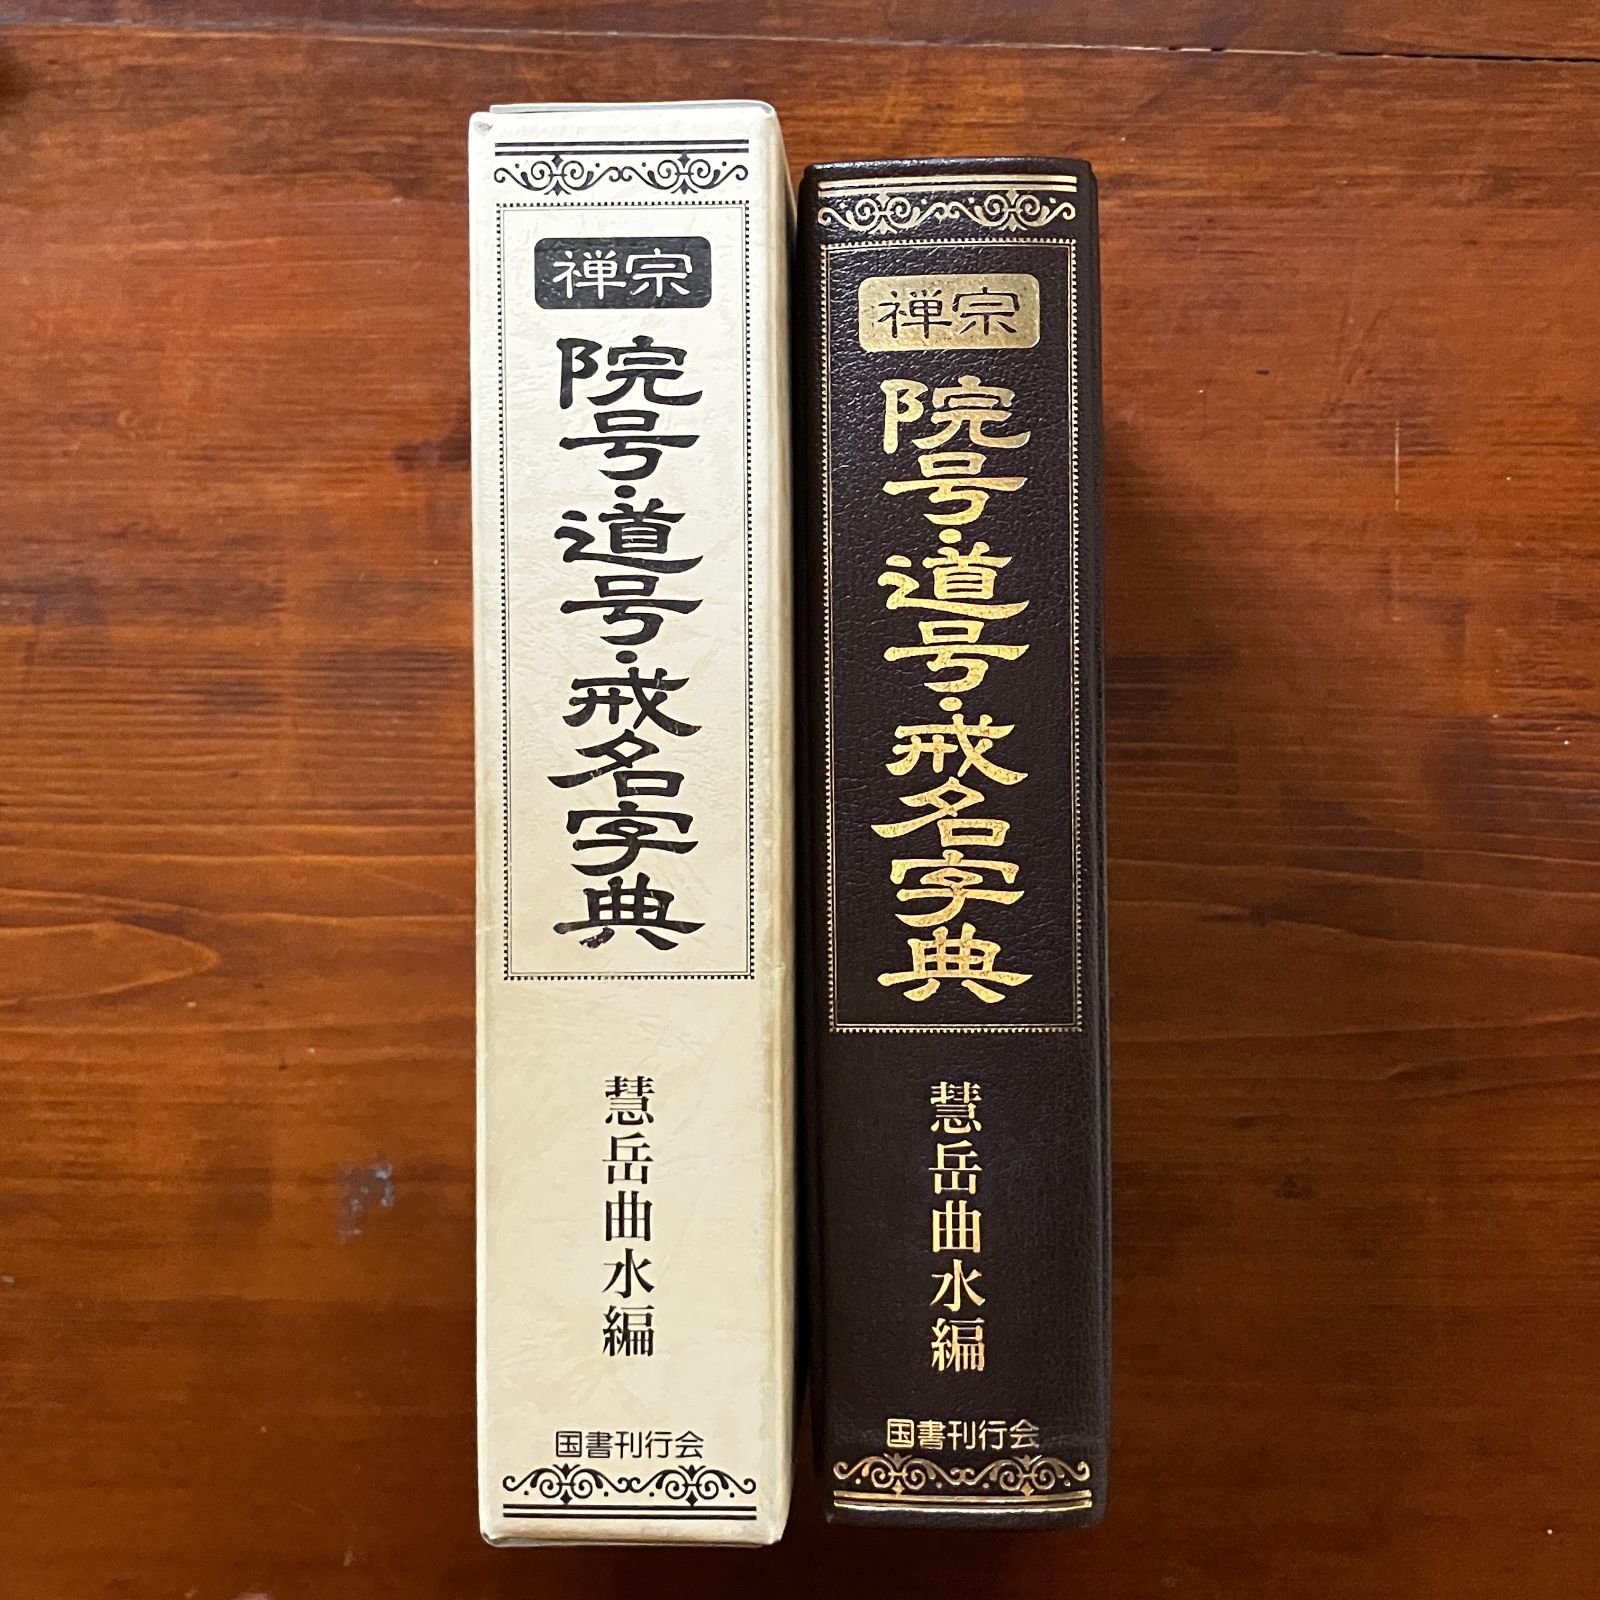 禅宗
院号・道号・戒名字典
慧岳曲水編
国書刊行会
禅宗
院号・道号・戒名字典
慧岳曲水編
国書刊行会